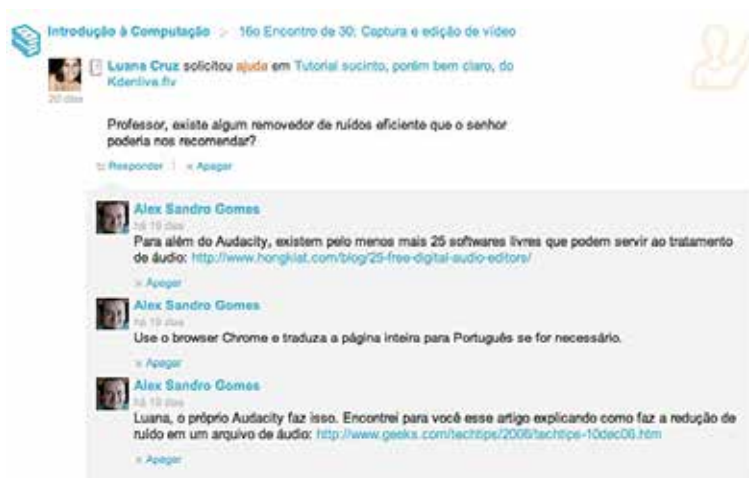 Introdução à Computação > 16o Encontro de 30: Captura e edição de vídeo
Luana Cruz solicitou ajuda em Tutorial sucinto, porém bem claro, do
Kdenlive.flv
20 dias
Professor, existe algum removedor de ruídos eficiente que o senhor
poderia nos recomendar?
Responder | × Apagar
Alex Sandro Gomes
há 19 dias
Para além do Audacity, existem pelo menos mais 25 softwares livres que podem servir ao tratamento
de áudio: http://www.hongkiat.com/blog/25-free-digital-audio-editors/
× Apagar
Alex Sandro Gomes
há 19 dias
Use o browser Chrome e traduza a página inteira para Português se for necessário.
× Apagar
Alex Sandro Gomes
há 19 dias
Luana, o próprio Audacity faz isso. Encontrei para você esse artigo explicando como faz a redução de
ruído em um arquivo de áudio: http://www.geeks.com/techtips/2006/techtips-10dec06.htm
× Apagar